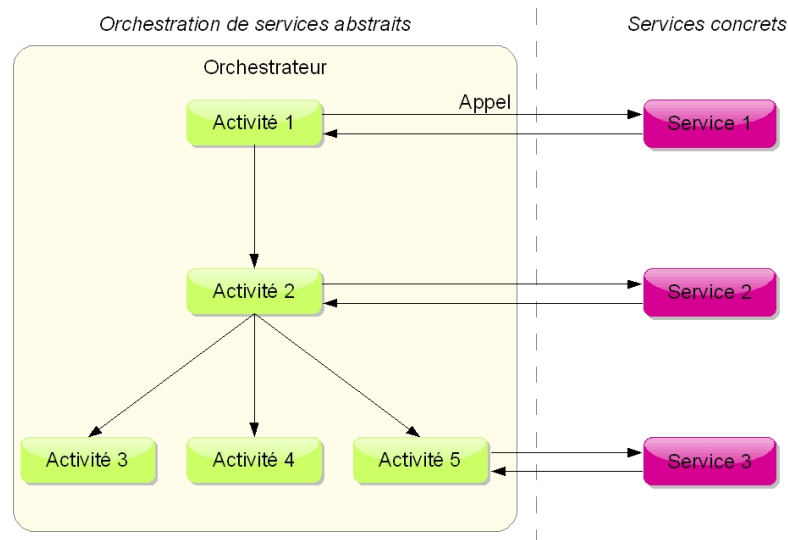 Orchestration de services abstraits
Services concrets
Orchestrateur
Appel
Activité 1
Service 1
Activité 2
Service 2
Activité 3
Activité 4
Activité 5
Service 3